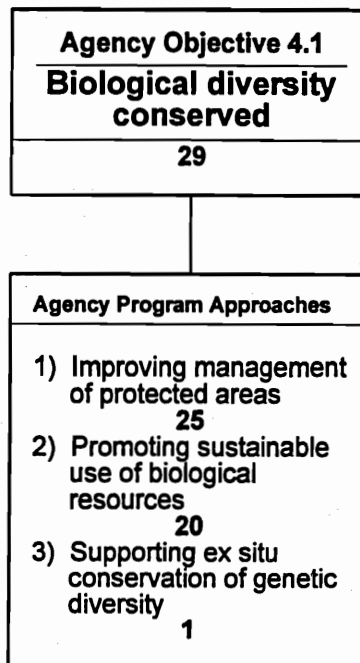 Agency Objective 4.1
Biological diversity
conserved
29
Agency Program Approaches
1) Improving management
of protected areas
25
2) Promoting sustainable
use of biological
resources
20
3) Supporting ex situ
conservation of genetic
diversity
1